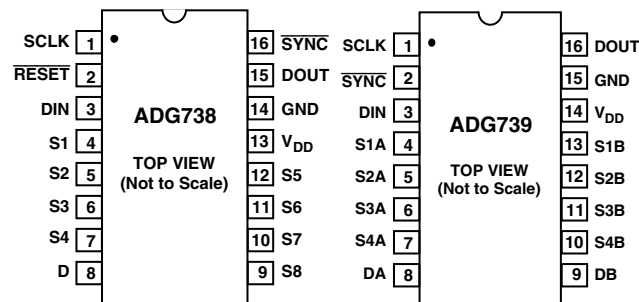 SCLK 1 16 SYNC
RESET 2 15 DOUT
DIN 3 14 GND
S1 4 13 VDD
S2 5 12 S5
S3 6 11 S6
S4 7 10 S7
D 8 9 S8
ADG738
TOP VIEW
(Not to Scale)
SCLK 1 16 DOUT
SYNC 2 15 GND
DIN 3 14 VDD
S1A 4 13 S1B
S2A 5 12 S2B
S3A 6 11 S3B
S4A 7 10 S4B
DA 8 9 DB
ADG739
TOP VIEW
(Not to Scale)